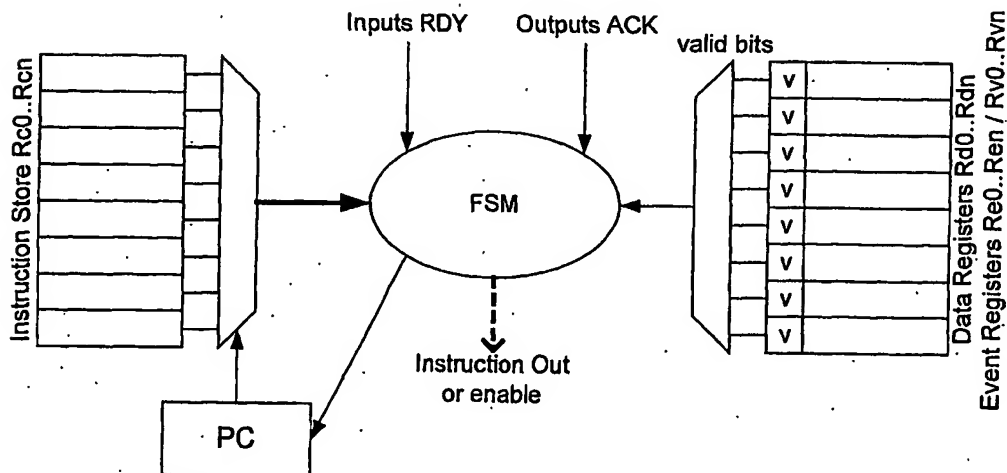 Inputs RDY
Outputs ACK
valid bits
Instruction Store Rc0..Rcn
FSM
v
v
v
v
v
v
v
v
Data Registers Rd0..Rdn
Event Registers Re0..Ren / Rv0..Rvn
Instruction Out
or enable
PC